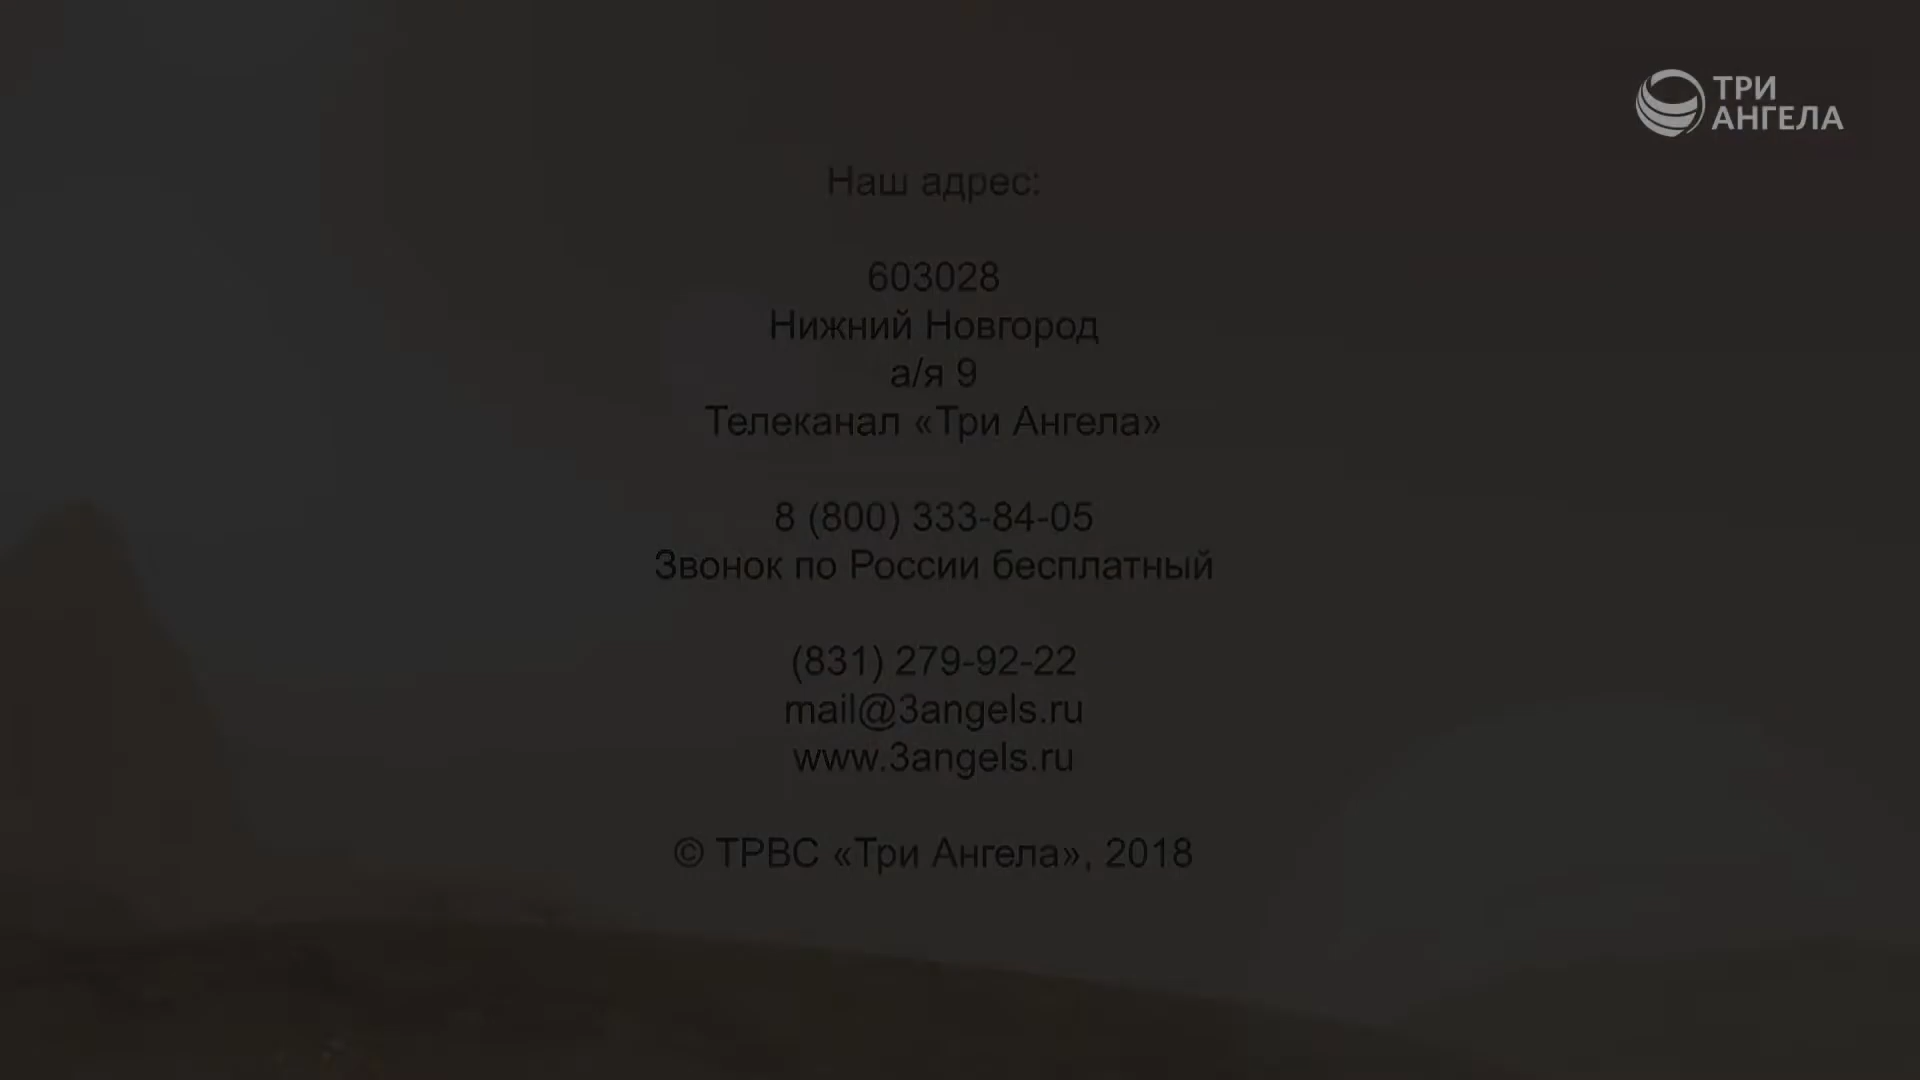 ТРИ
АНГЕЛА
Наш адрес:
603028
Нижний Новгород
а/я 9
Телеканал «Три Ангела»
8 (800) 333-84-05
Звонок по России бесплатный
(831) 279-92-22
mail@3angels.ru
www.3angels.ru
© ТРВС «Три Ангела», 2018